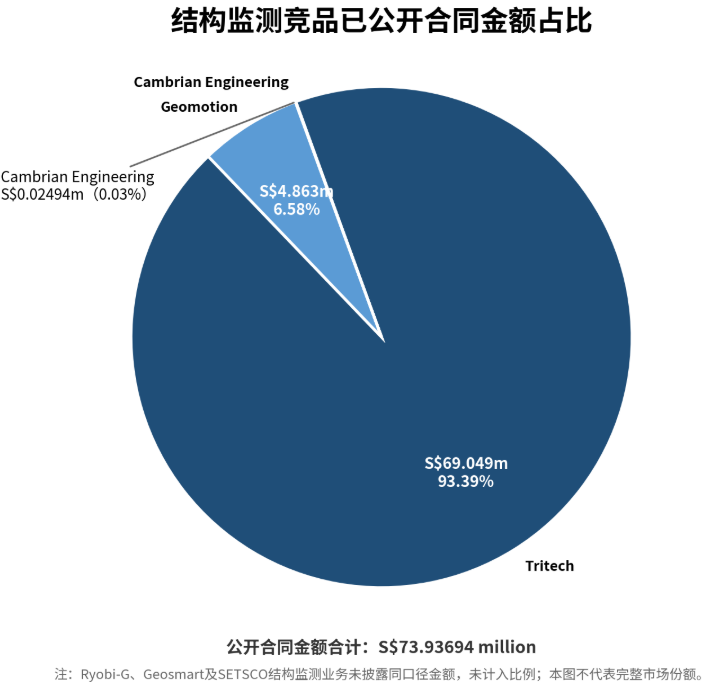 结构监测竞品已公开合同金额占比
Cambrian Engineering
Geomotion
Cambrian Engineering
S$0.02494m（0.03%）
S$4.863m
6.58%
S$69.049m
93.39%
Tritech
公开合同金额合计：S$73.93694 million
注：Ryobi-G、Geosmart及SETSCO结构监测业务未披露同口径金额，未计入比例；本图不代表完整市场份额。